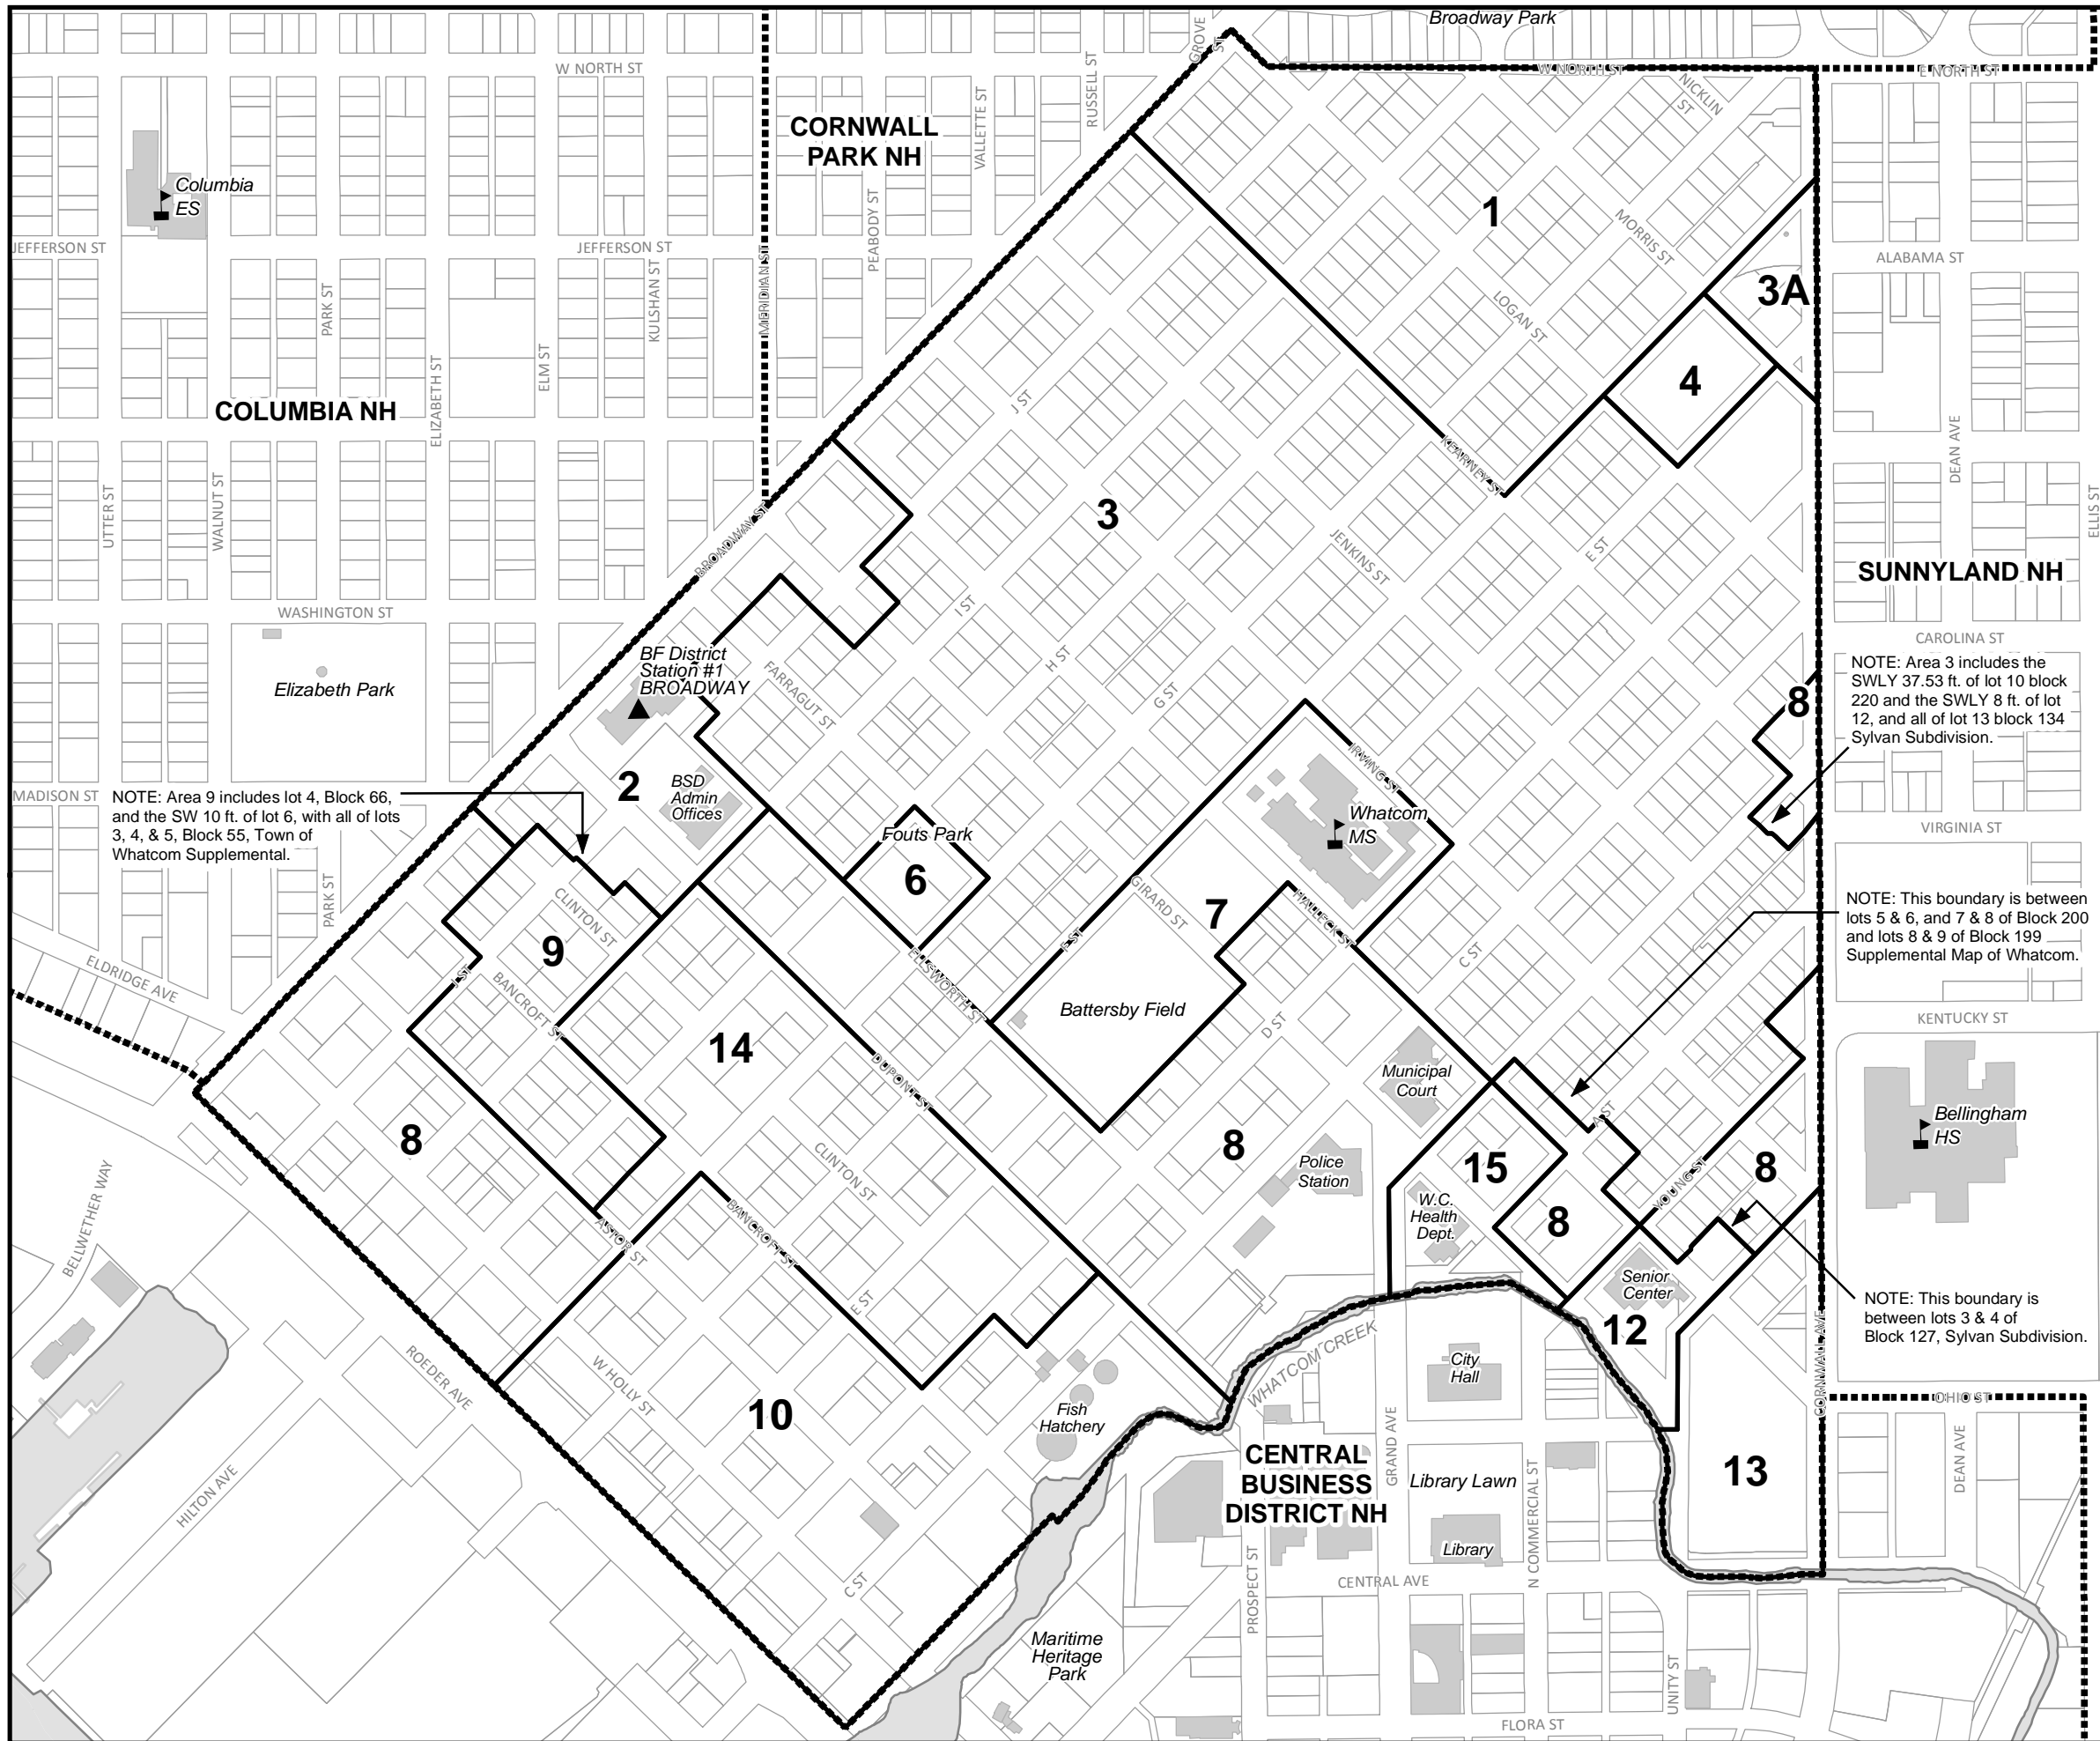 Broadway Park
GROVE
ST
W NORTH ST
W NORTH ST
E NORTH ST
NICKLIN
ST
RUSSELL ST
VALLETTE ST
CORNWALL
PARK NH
Columbia
ES
PEABODY ST
1
MORRIS ST
JEFFERSON ST
JEFFERSON ST
ALABAMA ST
KULSHAN ST
MERIDIAN ST
3A
PARK ST
LOGAN ST
ELM ST
ELIZABETH ST
4
J ST
COLUMBIA NH
DEAN AVE
KEARNEY ST
UTTER ST
WALNUT ST
ELLIS ST
3
BROADWAY ST
JENKINS ST
E ST
SUNNYLAND NH
WASHINGTON ST
I ST
CAROLINA ST
H ST
BF District
Station #1
BROADWAY
NOTE: Area 3 includes the
SWLY 37.53 ft. of lot 10 block
220 and the SWLY 8 ft. of lot
12, and all of lot 13 block 134
Sylvan Subdivision.
Elizabeth Park
FARRAGUT ST
G ST
8
IRVING ST
2
BSD
Admin
Offices
MADISON ST
NOTE: Area 9 includes lot 4, Block 66,
and the SW 10 ft. of lot 6, with all of lots
3, 4, & 5, Block 55, Town of
Whatcom Supplemental.
Whatcom
MS
VIRGINIA ST
Fouts Park
6
PARK ST
CLINTON ST
GIRARD ST
7
HALLECK ST
NOTE: This boundary is between
lots 5 & 6, and 7 & 8 of Block 200
and lots 8 & 9 of Block 199
Supplemental Map of Whatcom.
9
F ST
C ST
ELDRIDGE AVE
I ST
BANCROFT ST
ELLSWORTH ST
Battersby Field
D ST
KENTUCKY ST
14
DUPONT ST
Municipal
Court
A ST
Bellingham
HS
8
8
Police
Station
15
8
CLINTON ST
YOUNG ST
W.C.
Health
Dept.
8
BELLWETHER WAY
ASTOR ST
BANCROFT ST
Senior
Center
E ST
12
NOTE: This boundary is
between lots 3 & 4 of
Block 127, Sylvan Subdivision.
WHATCOM CREEK
CORNWALL AVE
City
Hall
W HOLLY ST
ROEDER AVE
10
Fish
Hatchery
OHIO ST
GRAND AVE
CENTRAL
BUSINESS
DISTRICT NH
Library Lawn
N COMMERCIAL ST
13
DEAN AVE
HILTON AVE
Library
C ST
PROSPECT ST
CENTRAL AVE
Maritime
Heritage
Park
UNITY ST
FLORA ST